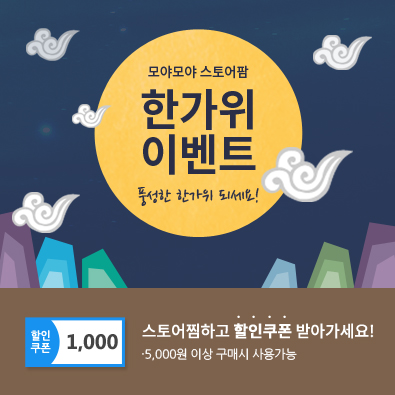 모야모야 스토어팜
한가위
이벤트
풍성한 한가위 되세요!
할인
쿠폰
1,000
스토어찜하고 할인쿠폰 받아가세요!
·5,000원 이상 구매시 사용가능